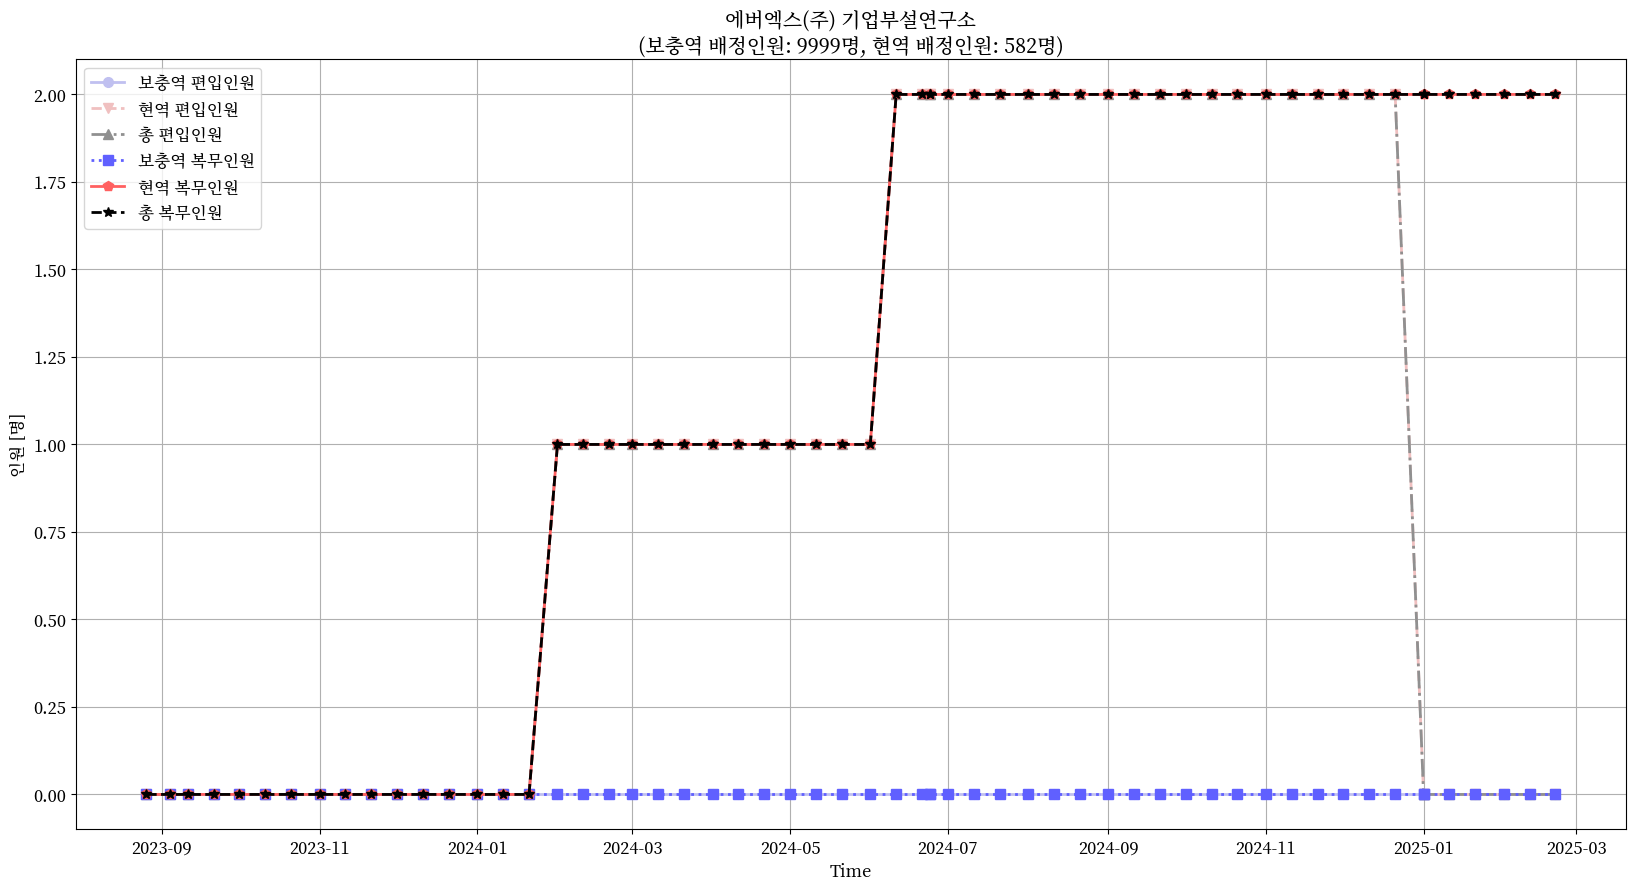 에버엑스(주) 기업부설연구소
(보충역 배정인원: 9999명, 현역 배정인원: 582명)
보충역 편입인원
현역 편입인원
총 편입인원
보충역 복무인원
현역 복무인원
총 복무인원
2.00
1.75
1.50
1.25
1.00
0.75
0.50
0.25
0.00
인원 [명]
2023-09
2023-11
2024-01
2024-03
2024-05
2024-07
2024-09
2024-11
2025-01
2025-03
Time